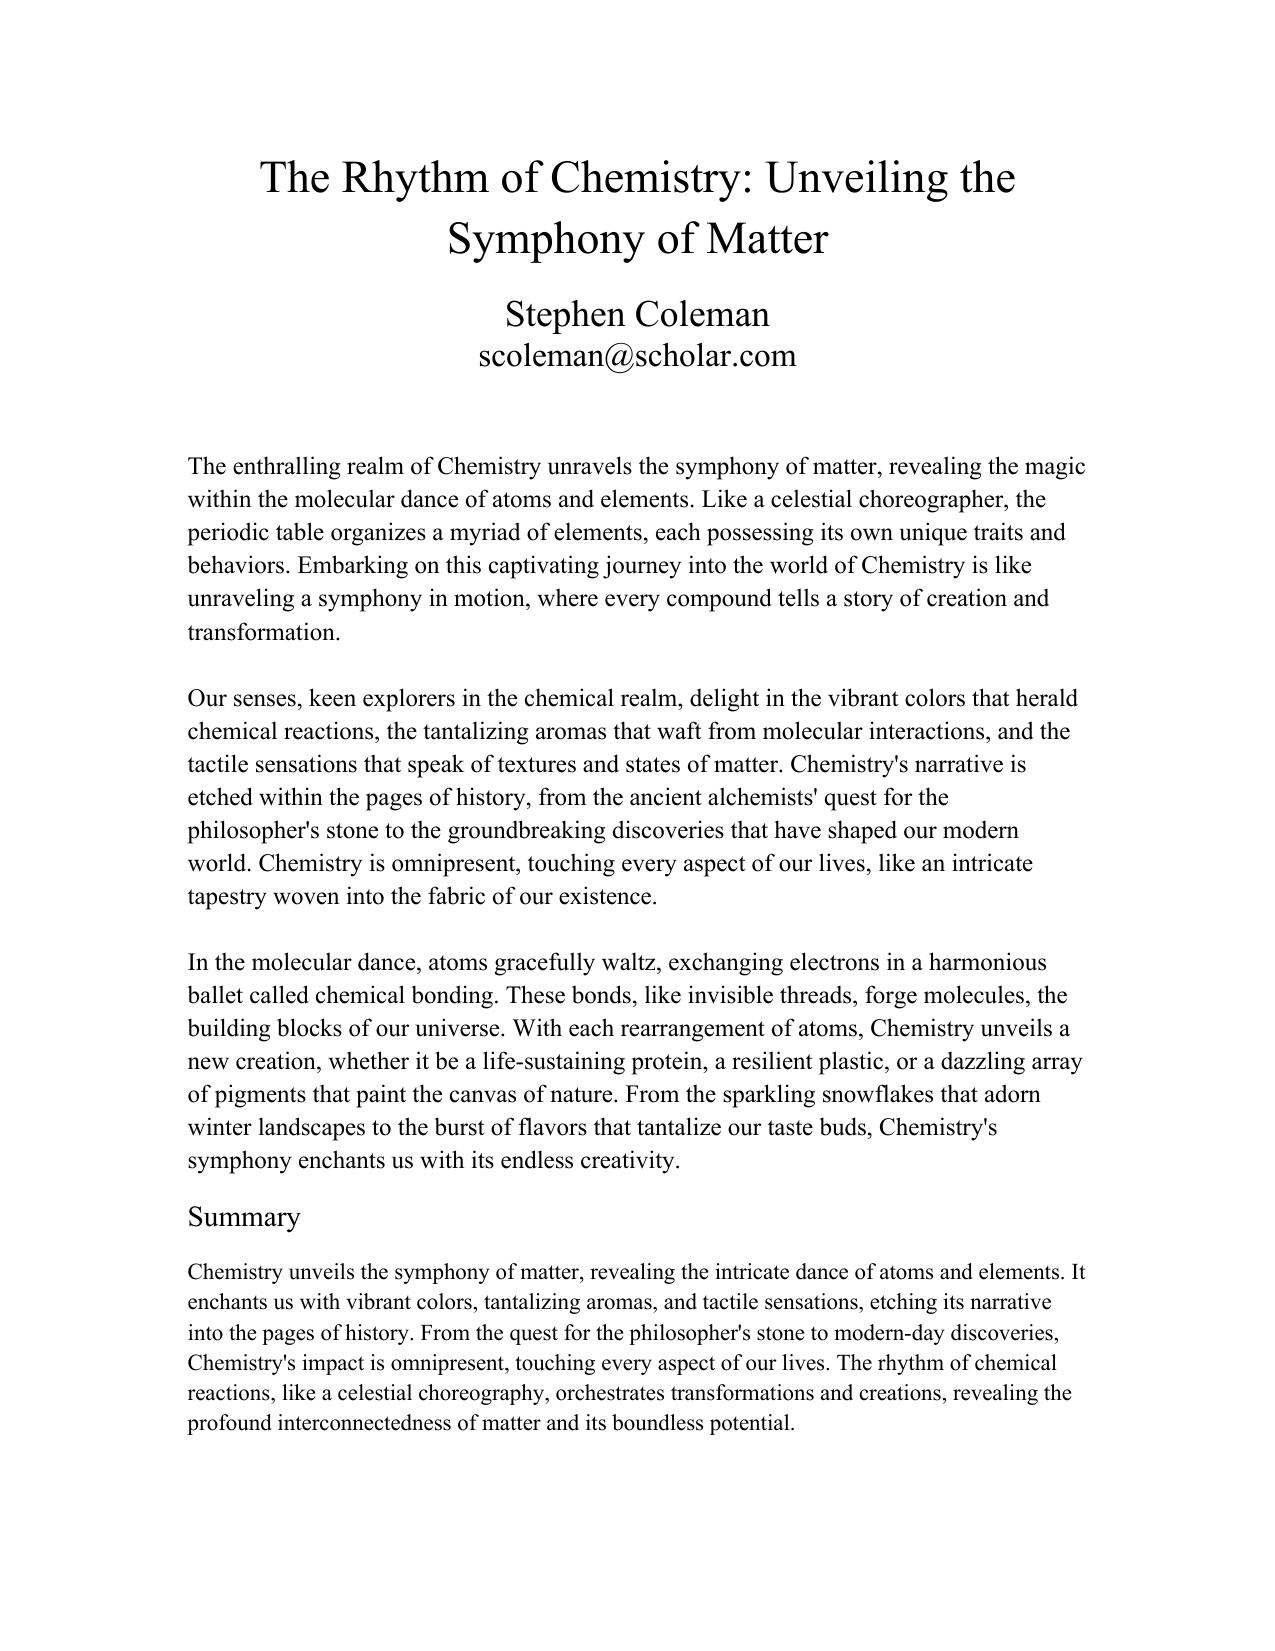 The Rhythm of Chemistry: Unveiling the
Symphony of Matter
Stephen Coleman
scoleman@scholar.com
The enthralling realm of Chemistry unravels the symphony of matter, revealing the magic
within the molecular dance of atoms and elements. Like a celestial choreographer, the
periodic table organizes a myriad of elements, each possessing its own unique traits and
behaviors. Embarking on this captivating journey into the world of Chemistry is like
unraveling a symphony in motion, where every compound tells a story of creation and
transformation.
Our senses, keen explorers in the chemical realm, delight in the vibrant colors that herald
chemical reactions, the tantalizing aromas that waft from molecular interactions, and the
tactile sensations that speak of textures and states of matter. Chemistry's narrative is
etched within the pages of history, from the ancient alchemists' quest for the
philosopher's stone to the groundbreaking discoveries that have shaped our modern
world. Chemistry is omnipresent, touching every aspect of our lives, like an intricate
tapestry woven into the fabric of our existence.
In the molecular dance, atoms gracefully waltz, exchanging electrons in a harmonious
ballet called chemical bonding. These bonds, like invisible threads, forge molecules, the
building blocks of our universe. With each rearrangement of atoms, Chemistry unveils a
new creation, whether it be a life-sustaining protein, a resilient plastic, or a dazzling array
of pigments that paint the canvas of nature. From the sparkling snowflakes that adorn
winter landscapes to the burst of flavors that tantalize our taste buds, Chemistry's
symphony enchants us with its endless creativity.
Summary
Chemistry unveils the symphony of matter, revealing the intricate dance of atoms and elements. It
enchants us with vibrant colors, tantalizing aromas, and tactile sensations, etching its narrative
into the pages of history. From the quest for the philosopher's stone to modern-day discoveries,
Chemistry's impact is omnipresent, touching every aspect of our lives. The rhythm of chemical
reactions, like a celestial choreography, orchestrates transformations and creations, revealing the
profound interconnectedness of matter and its boundless potential.